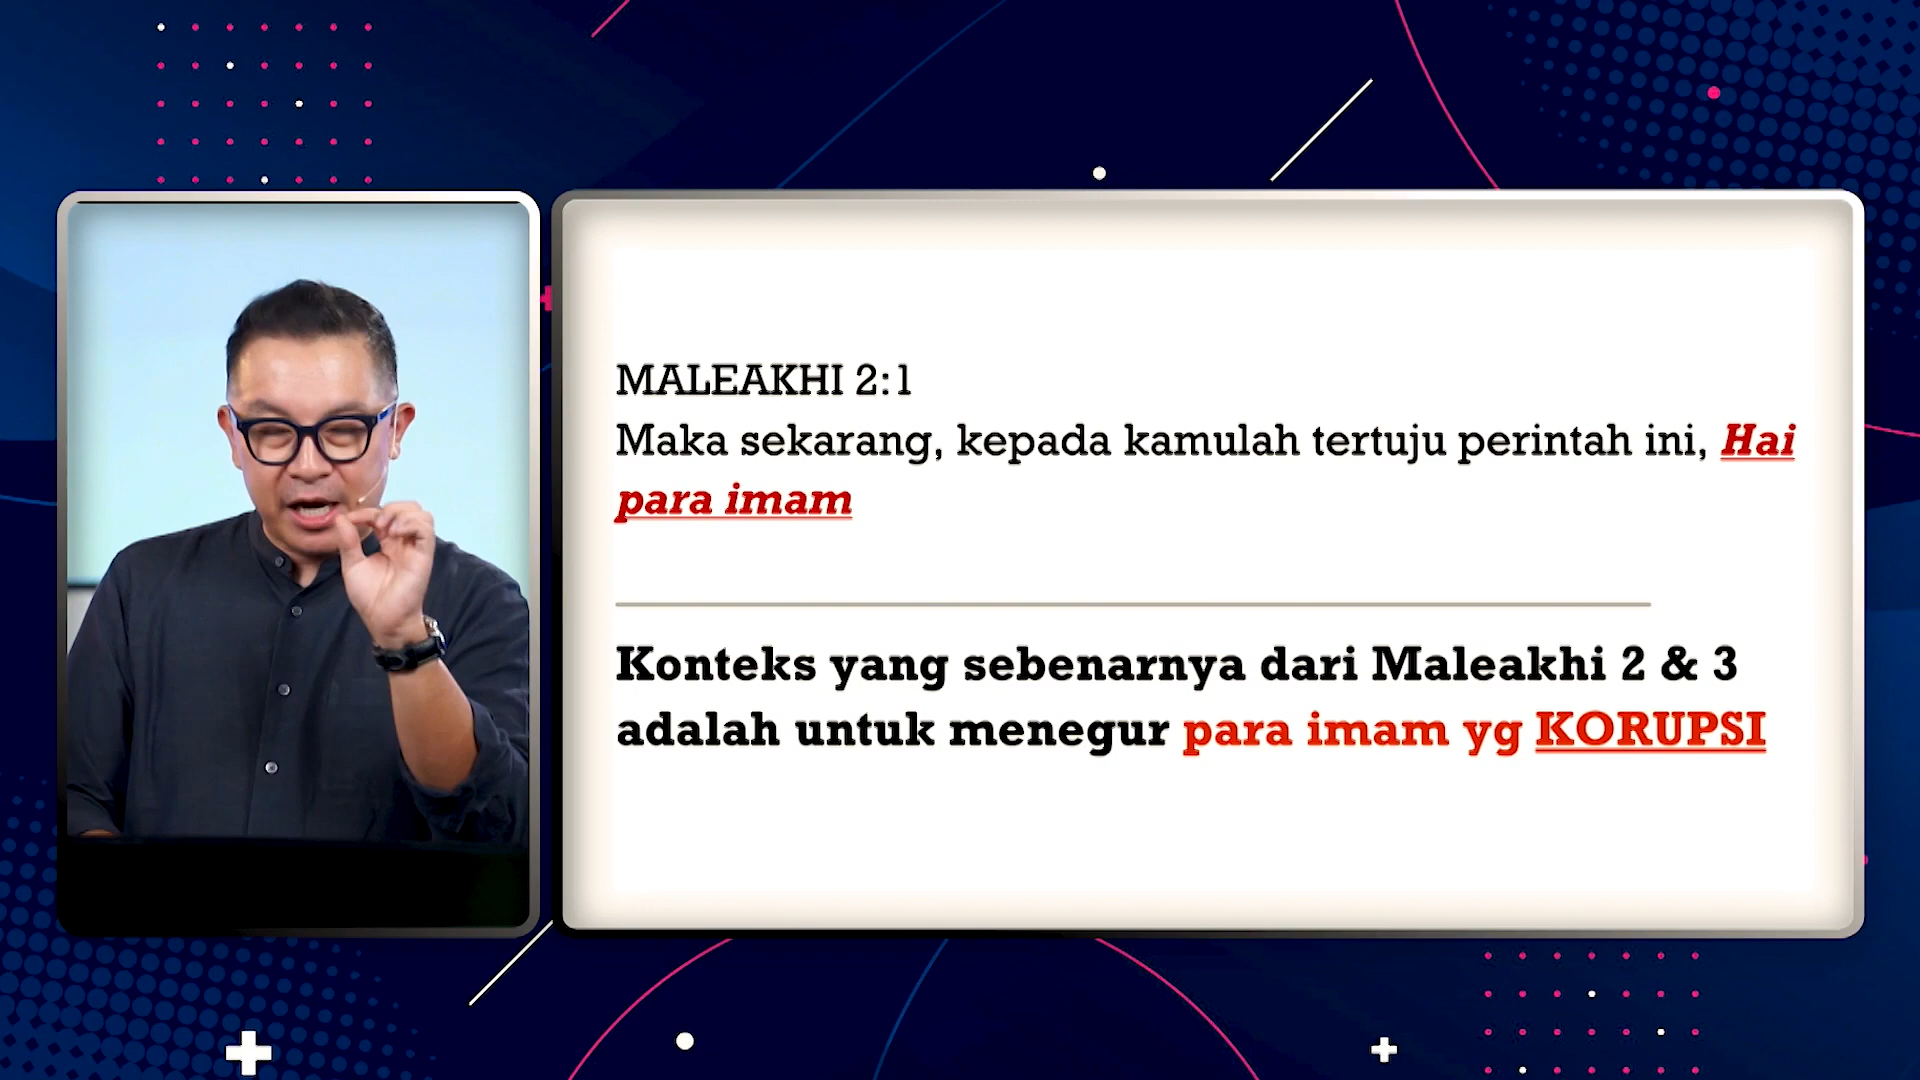 MALEAKHI 2:1
Maka sekarang, kepada kamulah tertuju perintah ini, Hai
para imam
Konteks yang sebenarnya dari Maleakhi 2 & 3
adalah untuk menegur para imam yg KORUPSI